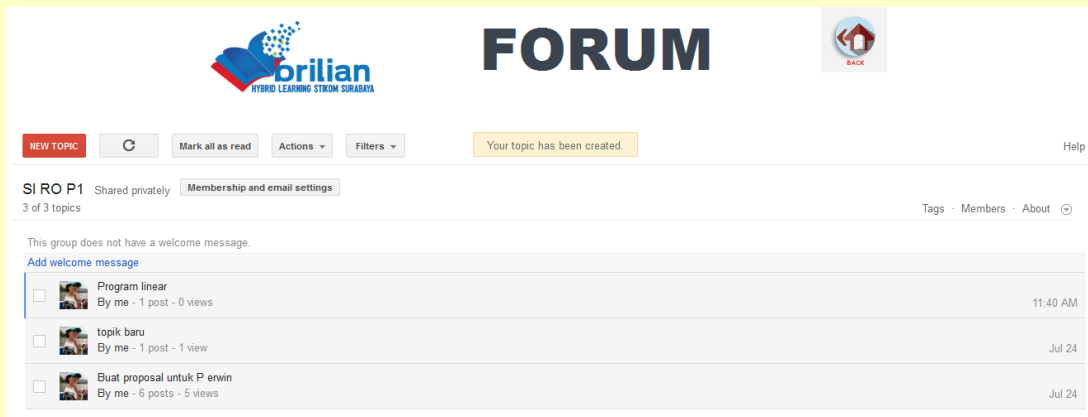 brilian
HYBRID LEARNING STIKOM SURABAYA
FORUM
BACK
NEW TOPIC Mark all as read Actions Filters Your topic has been created. Help
SI RO P1 Shared privately Membership and email settings
3 of 3 topics Tags · Members · About
This group does not have a welcome message.
Add welcome message
Program linear
By me - 1 post - 0 views 11:40 AM
topik baru
By me - 1 post - 1 view Jul 24
Buat proposal untuk P erwin
By me - 6 posts - 5 views Jul 24